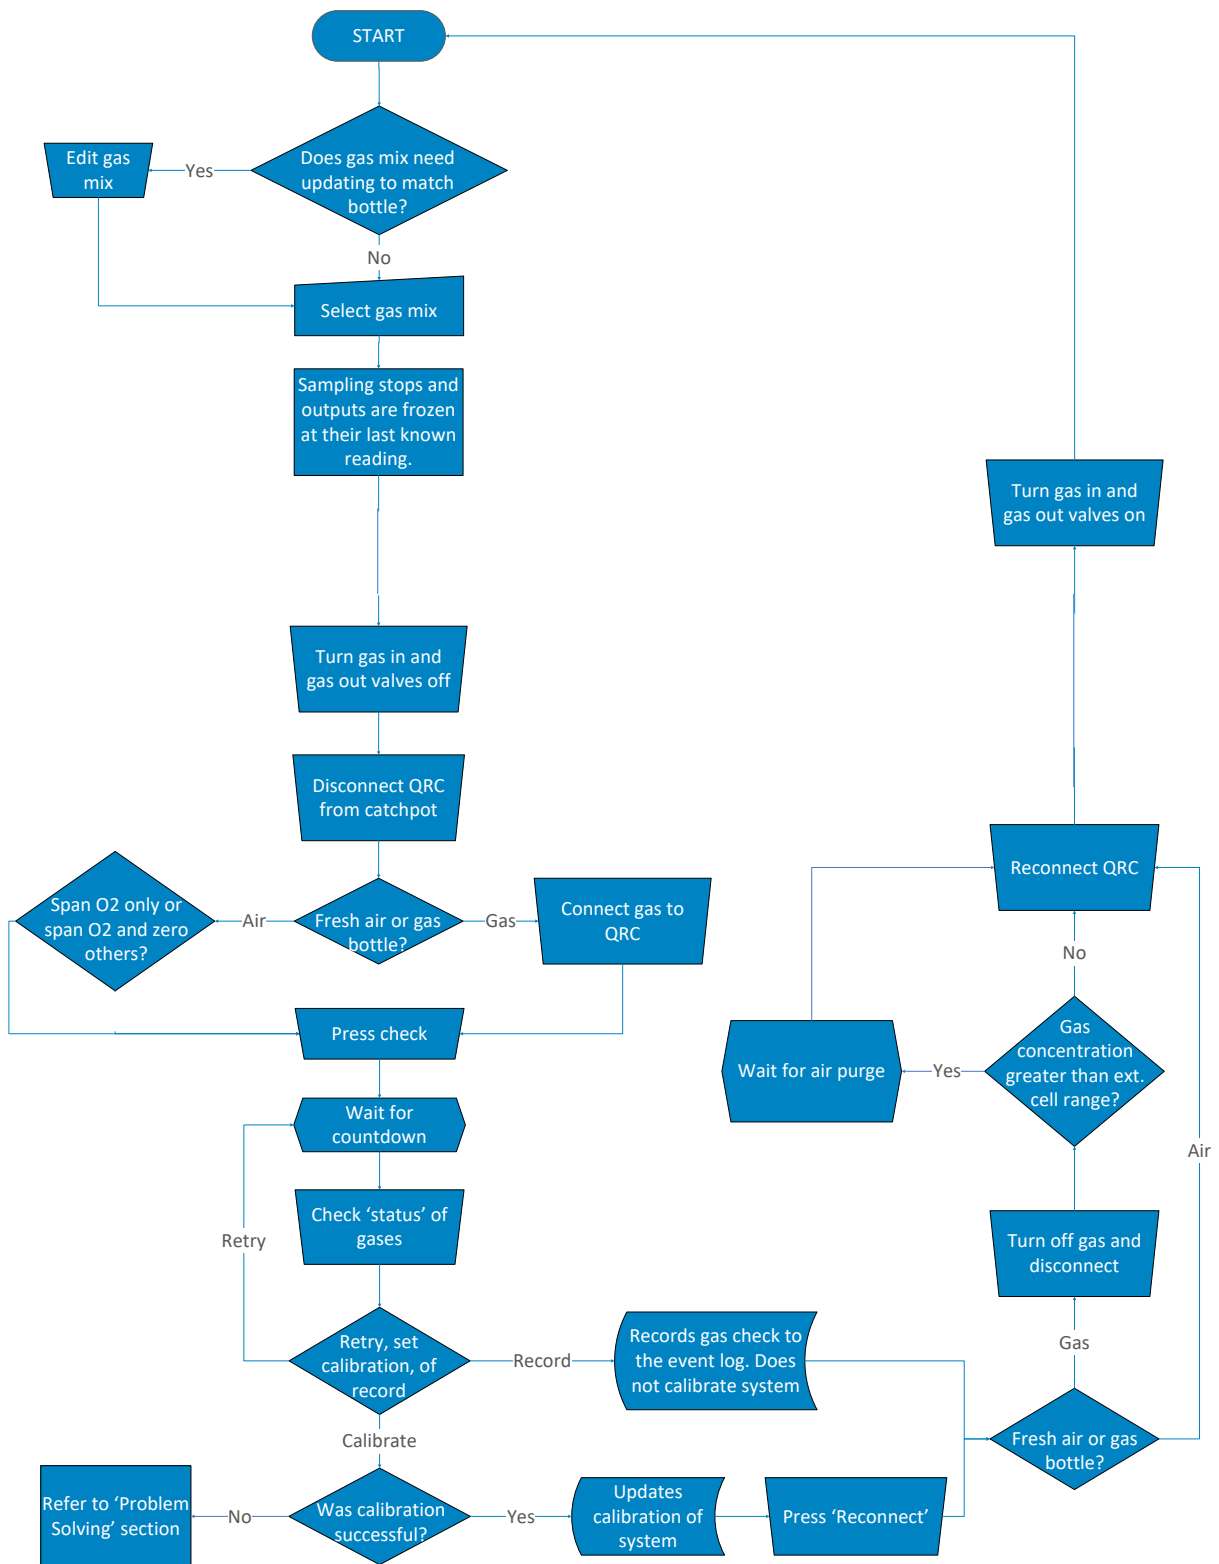 START
Does gas mix need
updating to match
bottle?
Yes
Edit gas
mix
No
Select gas mix
Sampling stops and
outputs are frozen
at their last known
reading.
Turn gas in and
gas out valves off
Disconnect QRC
from catchpot
Fresh air or gas
bottle?
Air
Span O2 only or
span O2 and zero
others?
Gas
Connect gas to
QRC
Press check
Wait for
countdown
Check ‘status’ of
gases
Retry
Retry, set
calibration, of
record
Record
Records gas check to
the event log. Does
not calibrate system
Calibrate
Was calibration
successful?
No
Refer to ‘Problem
Solving’ section
Yes
Updates
calibration of
system
Press ‘Reconnect’
Fresh air or gas
bottle?
Gas
Air
Turn off gas and
disconnect
Gas
concentration
greater than ext.
cell range?
Yes
Wait for air purge
No
Reconnect QRC
Turn gas in and
gas out valves on